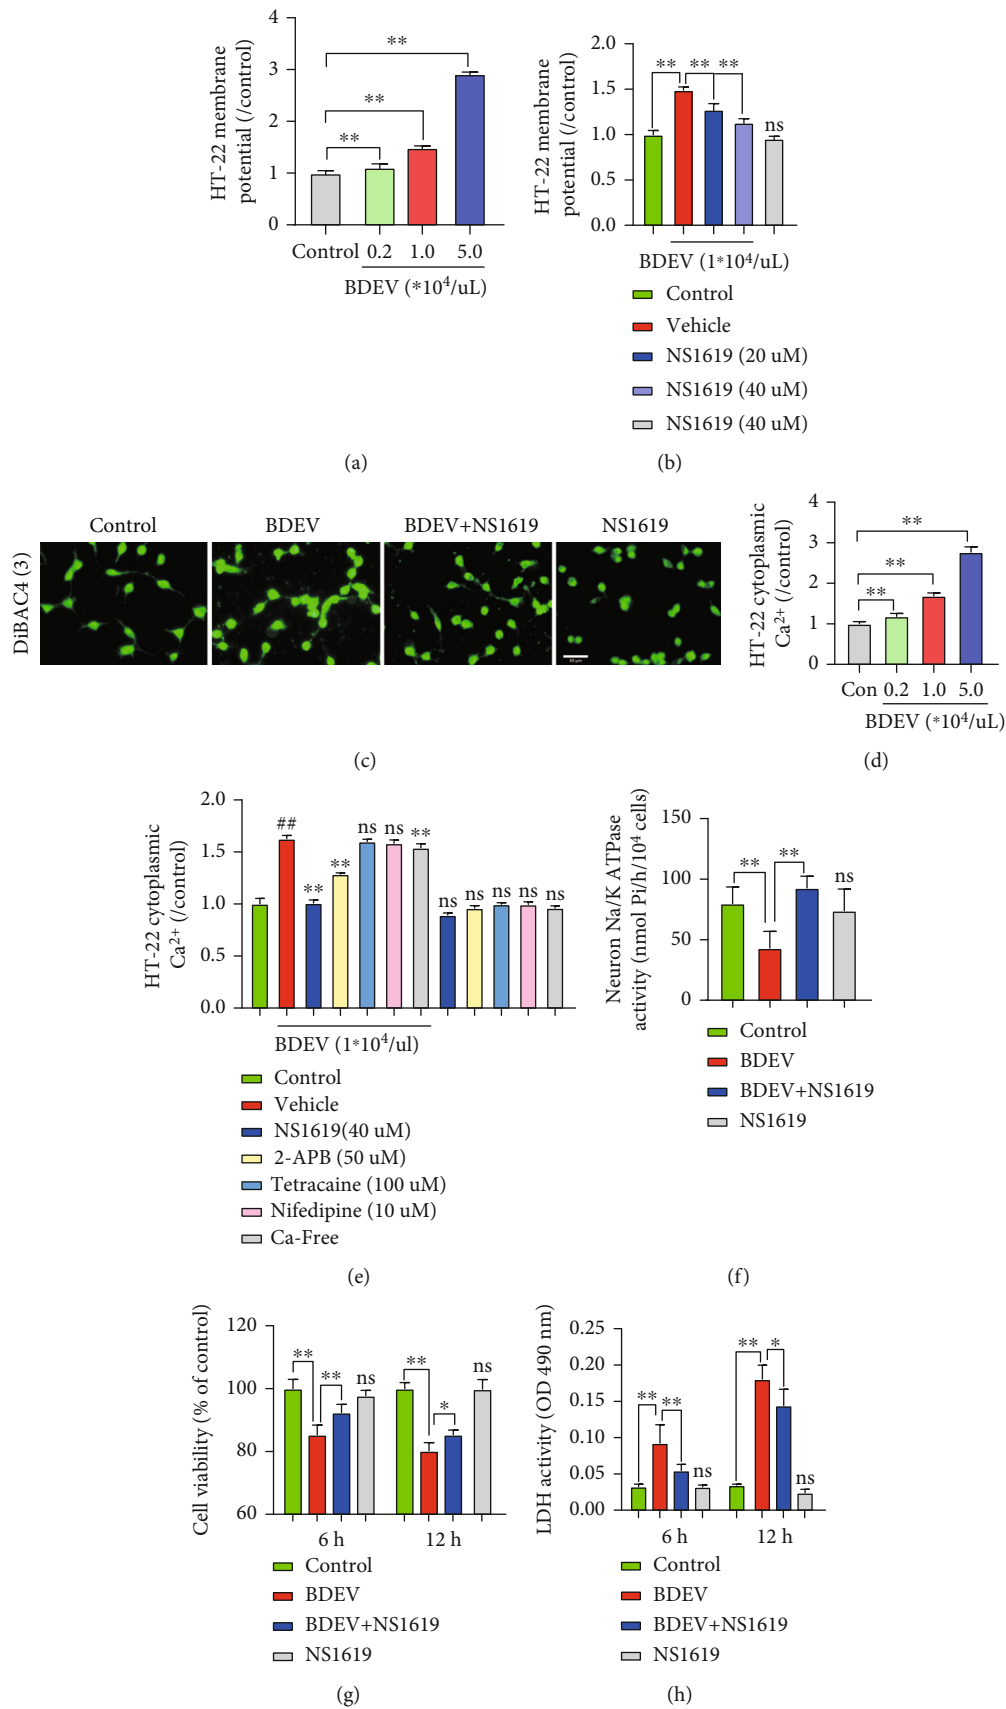 HT-22 membrane
potential (/control)
4
3
2
1
0
**
**
**
Control 0.2 1.0 5.0
BDEV (*10⁴/uL)
(a)
HT-22 membrane
potential (/control)
2.0
1.5
1.0
0.5
0.0
** ** **
ns
BDEV (1*10⁴/uL)
Control
Vehicle
NS1619 (20 uM)
NS1619 (40 uM)
NS1619 (40 uM)
(b)
Control BDEV BDEV+NS1619 NS1619
DiBAC4 (3)
50 μm
(c)
HT-22 cytoplasmic
Ca²⁺ (/control)
4
3
2
1
0
**
**
**
Con 0.2 1.0 5.0
BDEV (*10⁴/uL)
(d)
HT-22 cytoplasmic
Ca²⁺ (/control)
2.0
1.5
1.0
0.5
0.0
## ** ** ns ns ** ns ns ns ns ns
BDEV (1*10⁴/ul)
Control
Vehicle
NS1619(40 uM)
2-APB (50 uM)
Tetracaine (100 uM)
Nifedipine (10 uM)
Ca-Free
(e)
Neuron Na/K ATPase
activity (nmol Pi/h/10⁴ cells)
150
100
50
0
** ** ns
Control
BDEV
BDEV+NS1619
NS1619
(f)
Cell viability (% of control)
120
100
80
60
** ** ns ** * ns
6 h 12 h
Control
BDEV
BDEV+NS1619
NS1619
(g)
LDH activity (OD 490 nm)
0.25
0.20
0.15
0.10
0.05
0.00
** ** ns ** * ns
6 h 12 h
Control
BDEV
BDEV+NS1619
NS1619
(h)